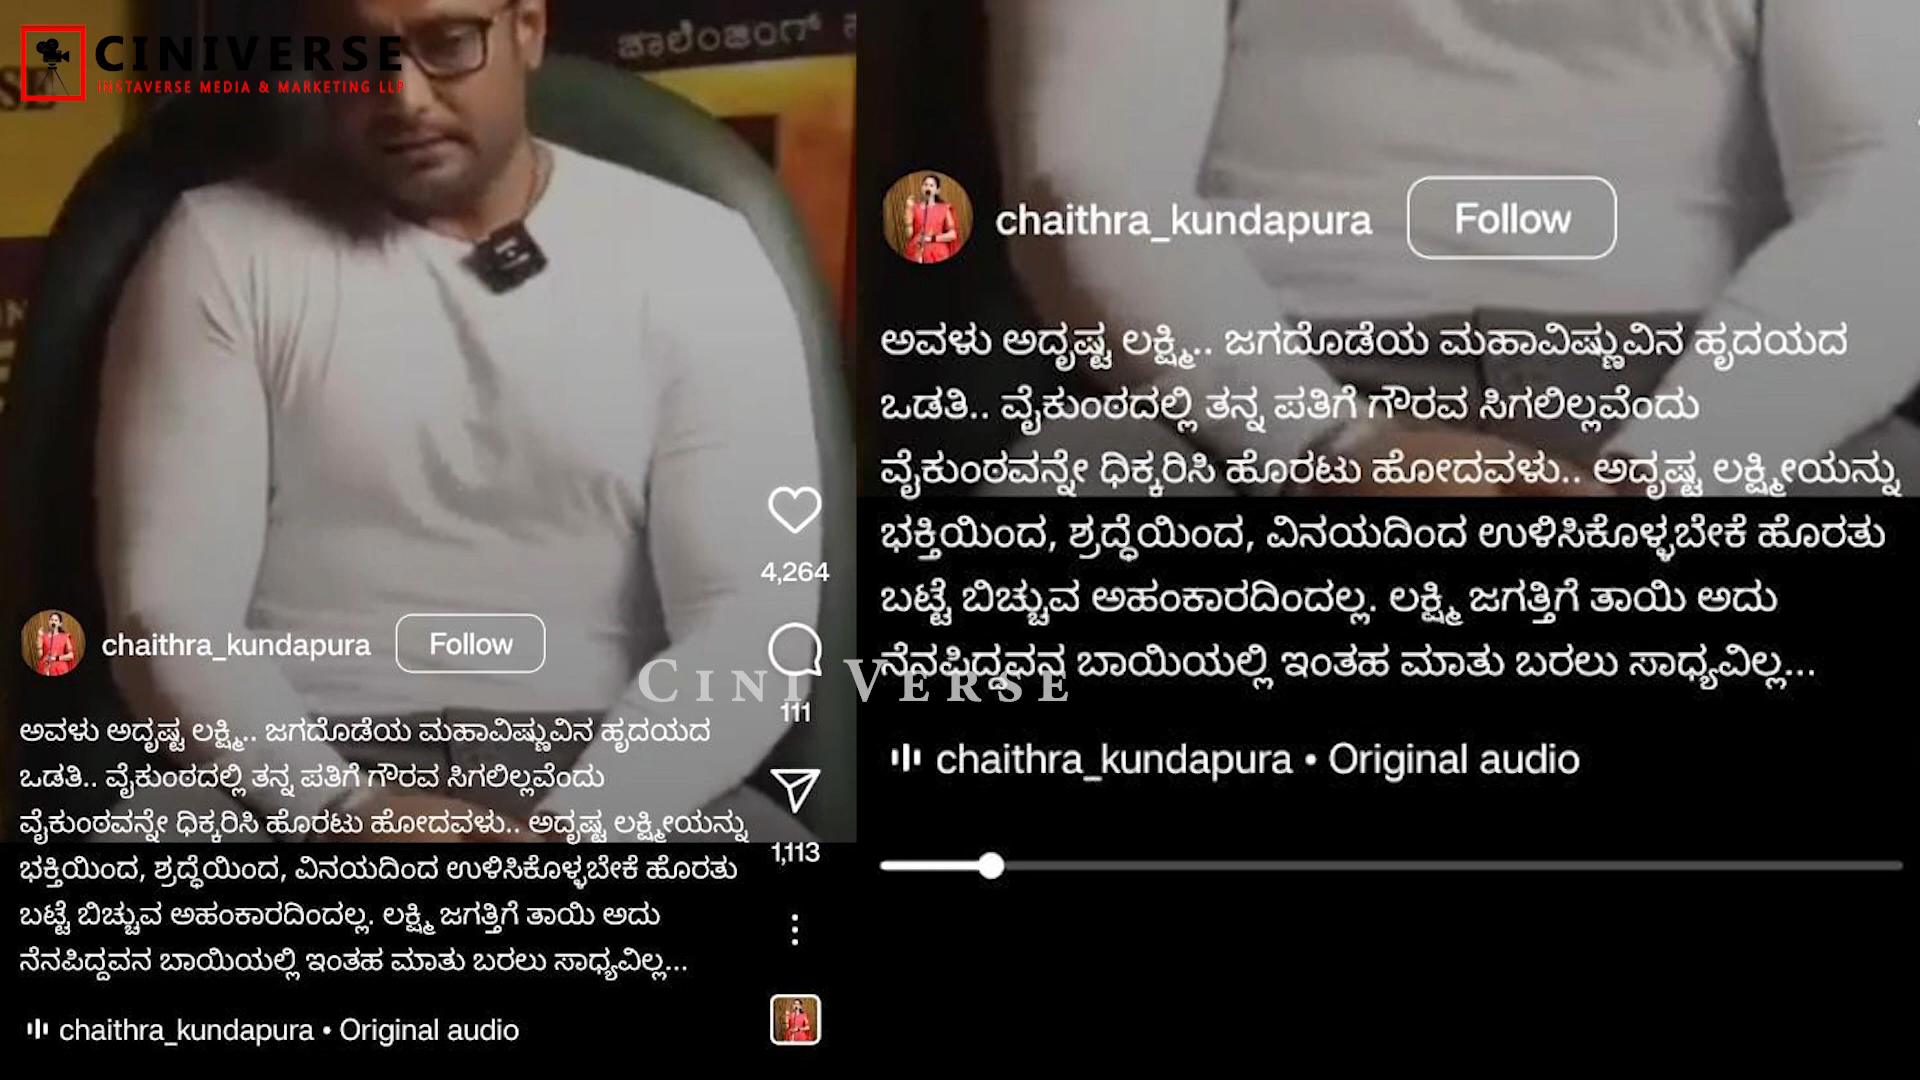 CINIVERSE
INSTAVERSE MEDIA & MARKETING LLP
ಚಾಲೆಂಜಿಂಗ್
4,264
111
1,113
chaithra_kundapura
Follow
ಅವಳು ಅದೃಷ್ಟ ಲಕ್ಷ್ಮಿ.. ಜಗದೊಡೆಯ ಮಹಾವಿಷ್ಣುವಿನ ಹೃದಯದ
ಒಡತಿ.. ವೈಕುಂಠದಲ್ಲಿ ತನ್ನ ಪತಿಗೆ ಗೌರವ ಸಿಗಲಿಲ್ಲವೆಂದು
ವೈಕುಂಠವನ್ನೇ ಧಿಕ್ಕರಿಸಿ ಹೊರಟು ಹೋದವಳು.. ಅದೃಷ್ಟ ಲಕ್ಷ್ಮೀಯನ್ನು
ಭಕ್ತಿಯಿಂದ, ಶ್ರದ್ಧೆಯಿಂದ, ವಿನಯದಿಂದ ಉಳಿಸಿಕೊಳ್ಳಬೇಕೆ ಹೊರತು
ಬಟ್ಟೆ ಬಿಚ್ಚುವ ಅಹಂಕಾರದಿಂದಲ್ಲ. ಲಕ್ಷ್ಮಿ ಜಗತ್ತಿಗೆ ತಾಯಿ ಅದು
ನೆನಪಿದ್ದವನ ಬಾಯಿಯಲ್ಲಿ ಇಂತಹ ಮಾತು ಬರಲು ಸಾಧ್ಯವಿಲ್ಲ...
chaithra_kundapura • Original audio
chaithra_kundapura
Follow
ಅವಳು ಅದೃಷ್ಟ ಲಕ್ಷ್ಮಿ.. ಜಗದೊಡೆಯ ಮಹಾವಿಷ್ಣುವಿನ ಹೃದಯದ
ಒಡತಿ.. ವೈಕುಂಠದಲ್ಲಿ ತನ್ನ ಪತಿಗೆ ಗೌರವ ಸಿಗಲಿಲ್ಲವೆಂದು
ವೈಕುಂಠವನ್ನೇ ಧಿಕ್ಕರಿಸಿ ಹೊರಟು ಹೋದವಳು.. ಅದೃಷ್ಟ ಲಕ್ಷ್ಮೀಯನ್ನು
ಭಕ್ತಿಯಿಂದ, ಶ್ರದ್ಧೆಯಿಂದ, ವಿನಯದಿಂದ ಉಳಿಸಿಕೊಳ್ಳಬೇಕೆ ಹೊರತು
ಬಟ್ಟೆ ಬಿಚ್ಚುವ ಅಹಂಕಾರದಿಂದಲ್ಲ. ಲಕ್ಷ್ಮಿ ಜಗತ್ತಿಗೆ ತಾಯಿ ಅದು
ನೆನಪಿದ್ದವನ ಬಾಯಿಯಲ್ಲಿ ಇಂತಹ ಮಾತು ಬರಲು ಸಾಧ್ಯವಿಲ್ಲ...
chaithra_kundapura • Original audio
CINI VERSE